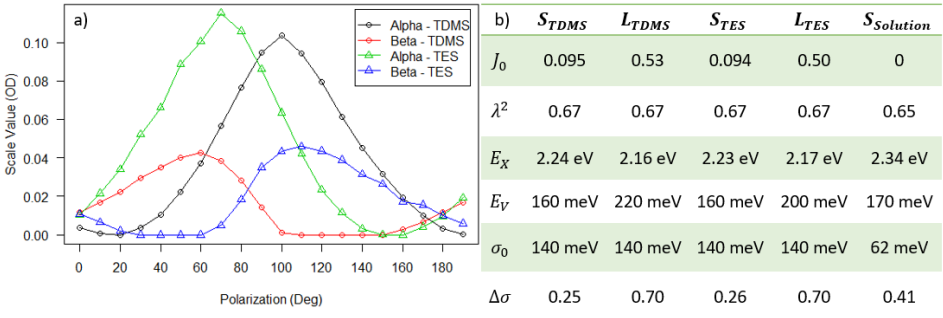 a)
Alpha - TDMS
Beta - TDMS
Alpha - TES
Beta - TES
Scale Value (OD)
0.10
0.08
0.06
0.04
0.02
0.00
0 20 40 60 80 100 120 140 160 180
Polarization (Deg)
b) S_TDMS L_TDMS S_TES L_TES S_Solution
J₀ 0.095 0.53 0.094 0.50 0
λ² 0.67 0.67 0.67 0.67 0.65
E_X 2.24 eV 2.16 eV 2.23 eV 2.17 eV 2.34 eV
E_V 160 meV 220 meV 160 meV 200 meV 170 meV
σ₀ 140 meV 140 meV 140 meV 140 meV 62 meV
Δσ 0.25 0.70 0.26 0.70 0.41